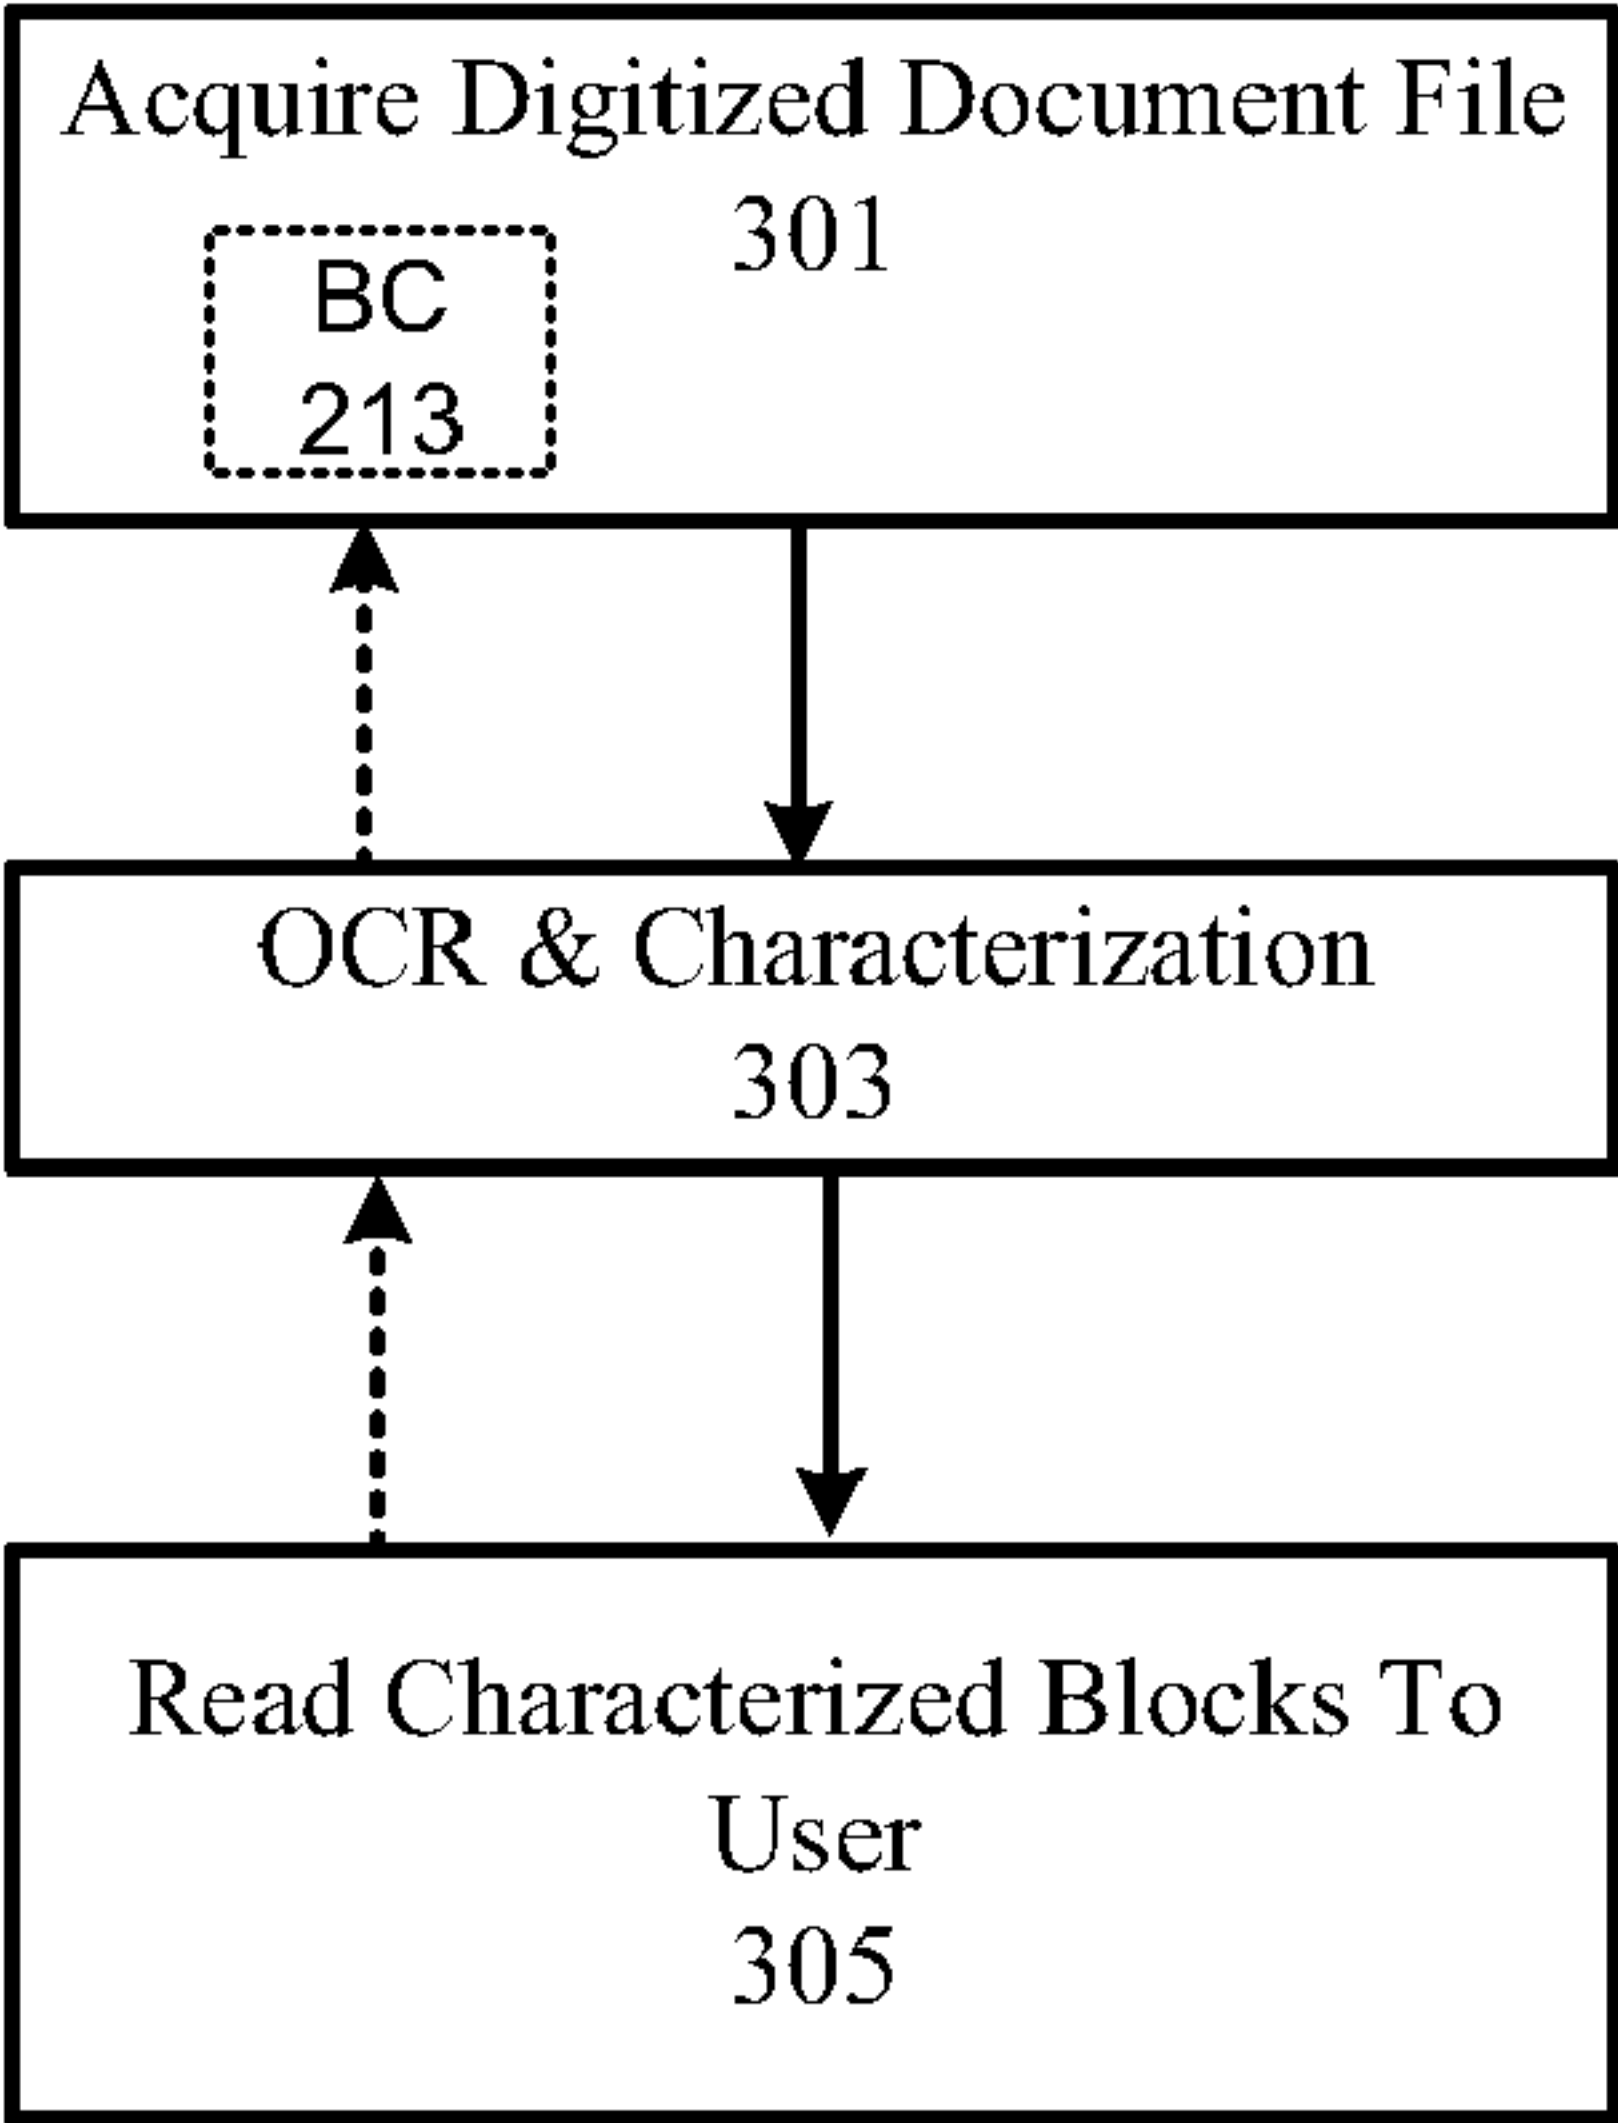 Acquire Digitized Document File
301
BC
213
OCR & Characterization
303
Read Characterized Blocks To
User
305